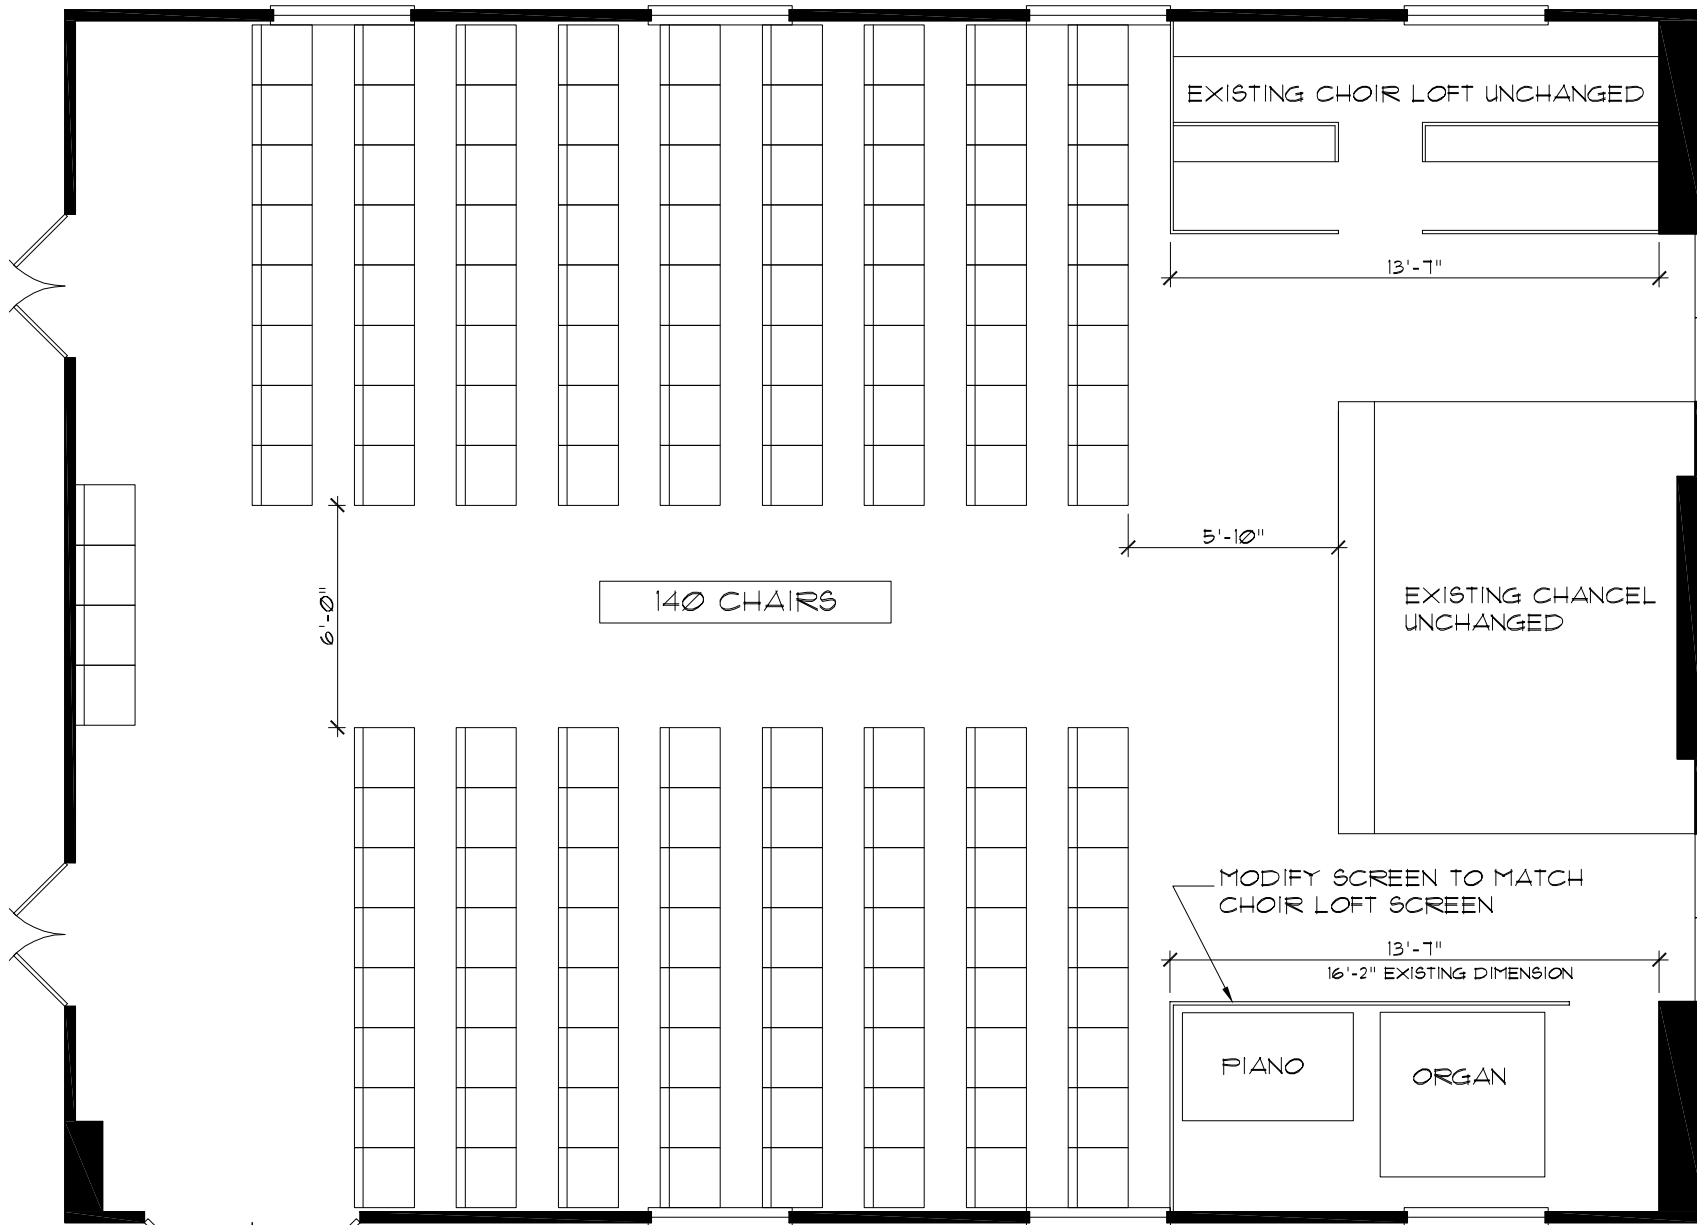 EXISTING CHOIR LOFT UNCHANGED
13'-7"
5'-10"
6'-0"
140 CHAIRS
EXISTING CHANCEL
UNCHANGED
MODIFY SCREEN TO MATCH
CHOIR LOFT SCREEN
13'-7"
16'-2" EXISTING DIMENSION
PIANO
ORGAN